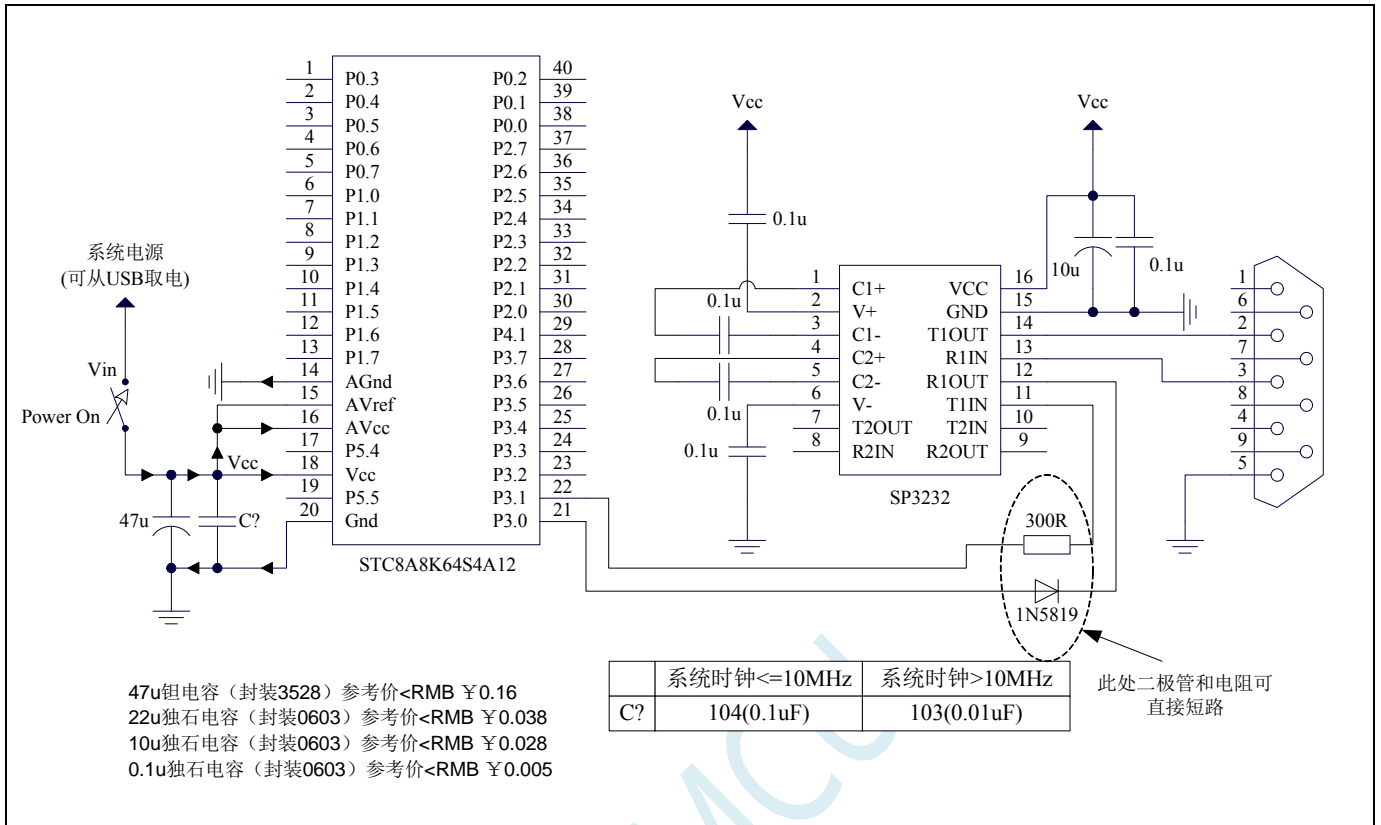 1 P0.3 P0.2 40
2 P0.4 P0.1 39
3 P0.5 P0.0 38
4 P0.6 P2.7 37
5 P0.7 P2.6 36
6 P1.0 P2.5 35
7 P1.1 P2.4 34
8 P1.2 P2.3 33
9 P1.3 P2.2 32
10 P1.4 P2.1 31
11 P1.5 P2.0 30
12 P1.6 P4.1 29
13 P1.7 P3.7 28
14 AGnd P3.6 27
15 AVref P3.5 26
16 AVcc P3.4 25
17 P5.4 P3.3 24
18 Vcc P3.2 23
19 P5.5 P3.1 22
20 Gnd P3.0 21
STC8A8K64S4A12
系统电源
(可从USB取电)
Vin
Power On
Vcc
47u
C?
Vcc
0.1u
Vcc
10u
0.1u
1 C1+ VCC 16
2 V+ GND 15
3 C1- T1OUT 14
4 C2+ R1IN 13
5 C2- R1OUT 12
6 V- T1IN 11
7 T2OUT T2IN 10
8 R2IN R2OUT 9
SP3232
0.1u
0.1u
0.1u
1
6
2
7
3
8
4
9
5
300R
1N5819
此处二极管和电阻可
直接短路
系统时钟<=10MHz 系统时钟>10MHz
C? 104(0.1uF) 103(0.01uF)
47u钽电容（封装3528）参考价<RMB ￥0.16
22u独石电容（封装0603）参考价<RMB ￥0.038
10u独石电容（封装0603）参考价<RMB ￥0.028
0.1u独石电容（封装0603）参考价<RMB ￥0.005
MCU